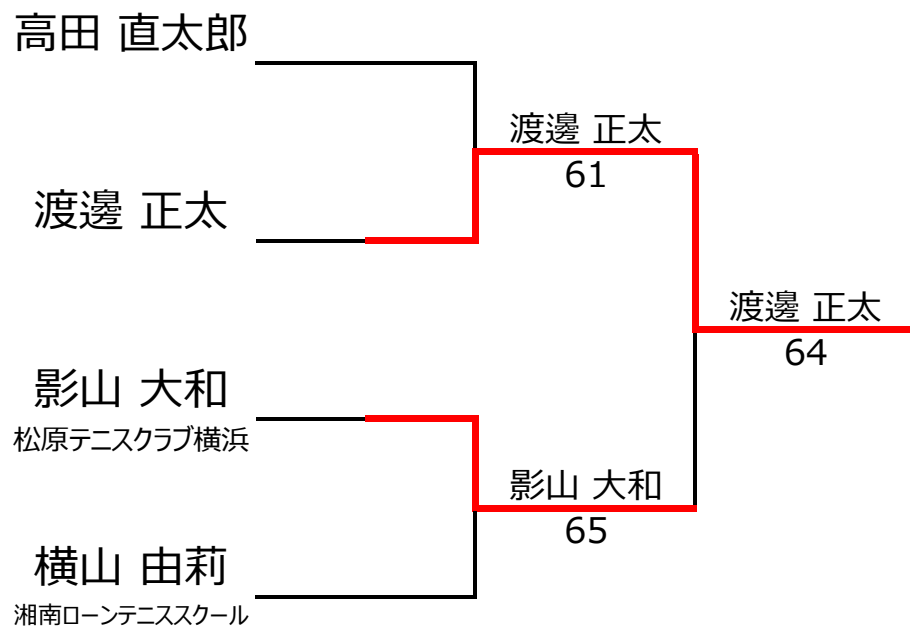 高田 直太郎
渡邊 正太
61
渡邊 正太
渡邊 正太
64
影山 大和
松原テニスクラブ横浜
影山 大和
65
横山 由莉
湘南ローンテニススクール